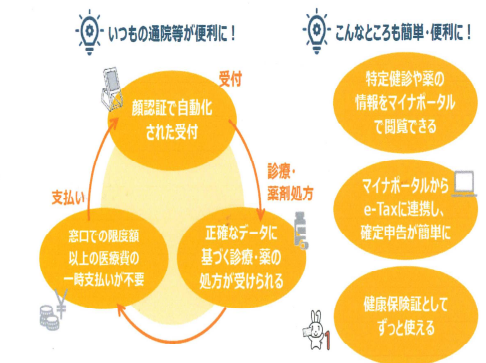 いつもの通院等が便利に！
受付
顔認証で自動化
された受付
診療・
薬剤処方
支払い
窓口での限度額
以上の医療費の
一時支払いが不要
正確なデータに
基づく診療・薬の
処方が受けられる
こんなところも簡単・便利に！
特定健診や薬の
情報をマイナポータル
で閲覧できる
マイナポータルから
e-Taxに連携し、
確定申告が簡単に
健康保険証として
ずっと使える
1